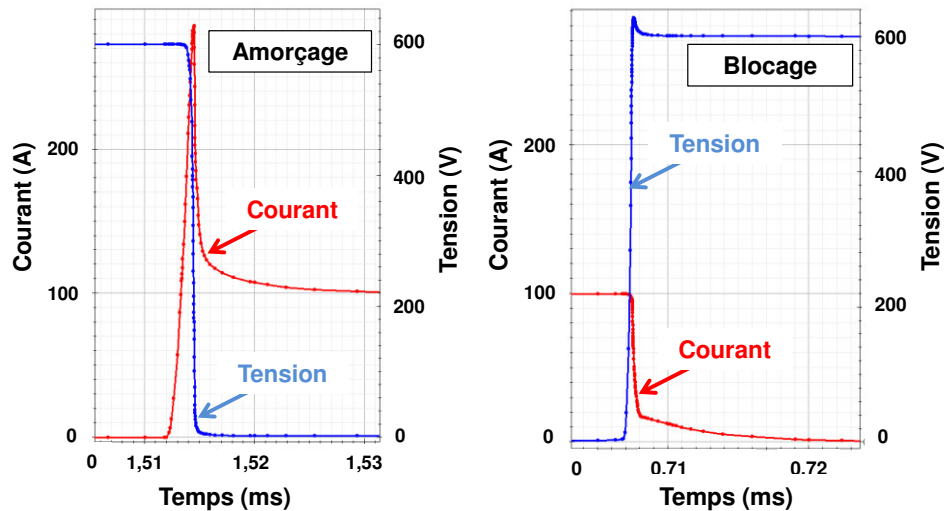 Amorçage
Courant (A)
Tension (V)
600
400
200
0
200
100
0
Courant
Tension
0 1,51 1,52 1,53
Temps (ms)
Blocage
Courant (A)
Tension (V)
600
400
200
0
200
100
0
Tension
Courant
0 0.71 0.72
Temps (ms)